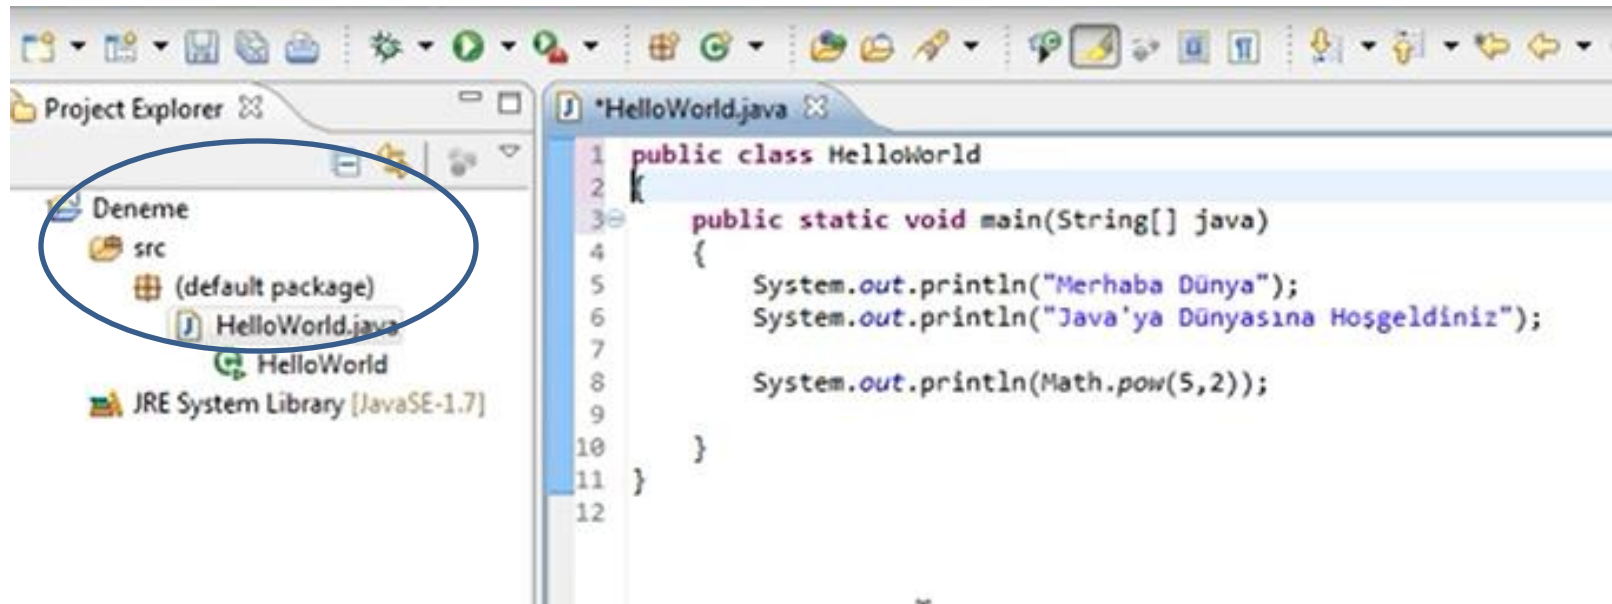 Project Explorer
Deneme
src
(default package)
HelloWorld.java
HelloWorld
JRE System Library [JavaSE-1.7]
*HelloWorld.java
1 public class HelloWorld
2 {
3 public static void main(String[] java)
4 {
5 System.out.println("Merhaba Dünya");
6 System.out.println("Java'ya Dünyasına Hoşgeldiniz");
7
8 System.out.println(Math.pow(5,2));
9
10 }
11 }
12